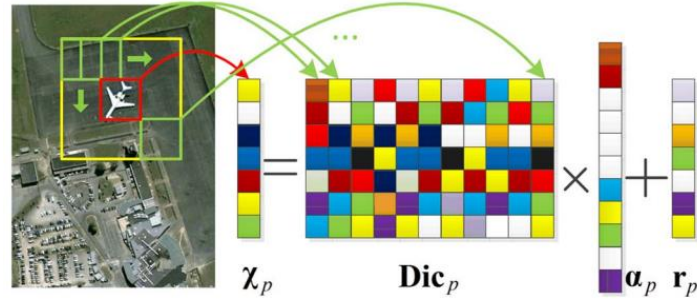 ...
= × +
χ_p Dic_p α_p r_p